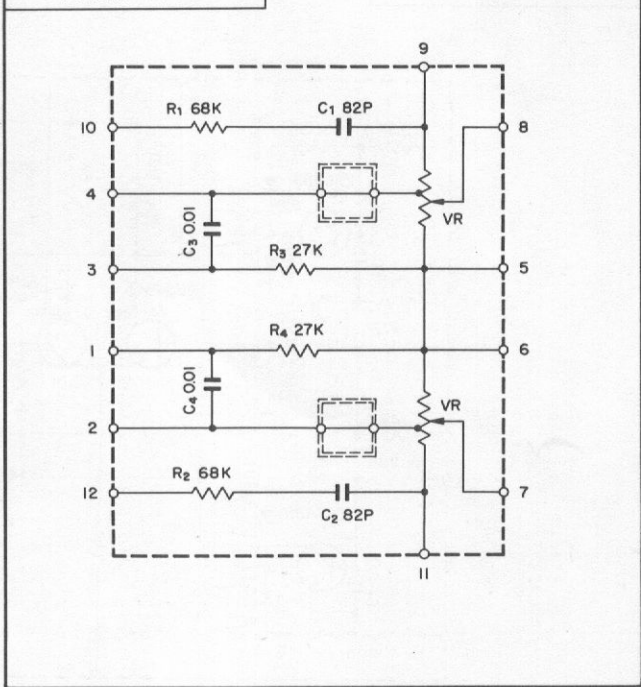 9
R₁ 68K
C₁ 82P
10
8
4
VR
C₃ 0.01
R₃ 27K
3
5
R₄ 27K
1
6
C₄ 0.01
VR
2
R₂ 68K
12
7
C₂ 82P
11